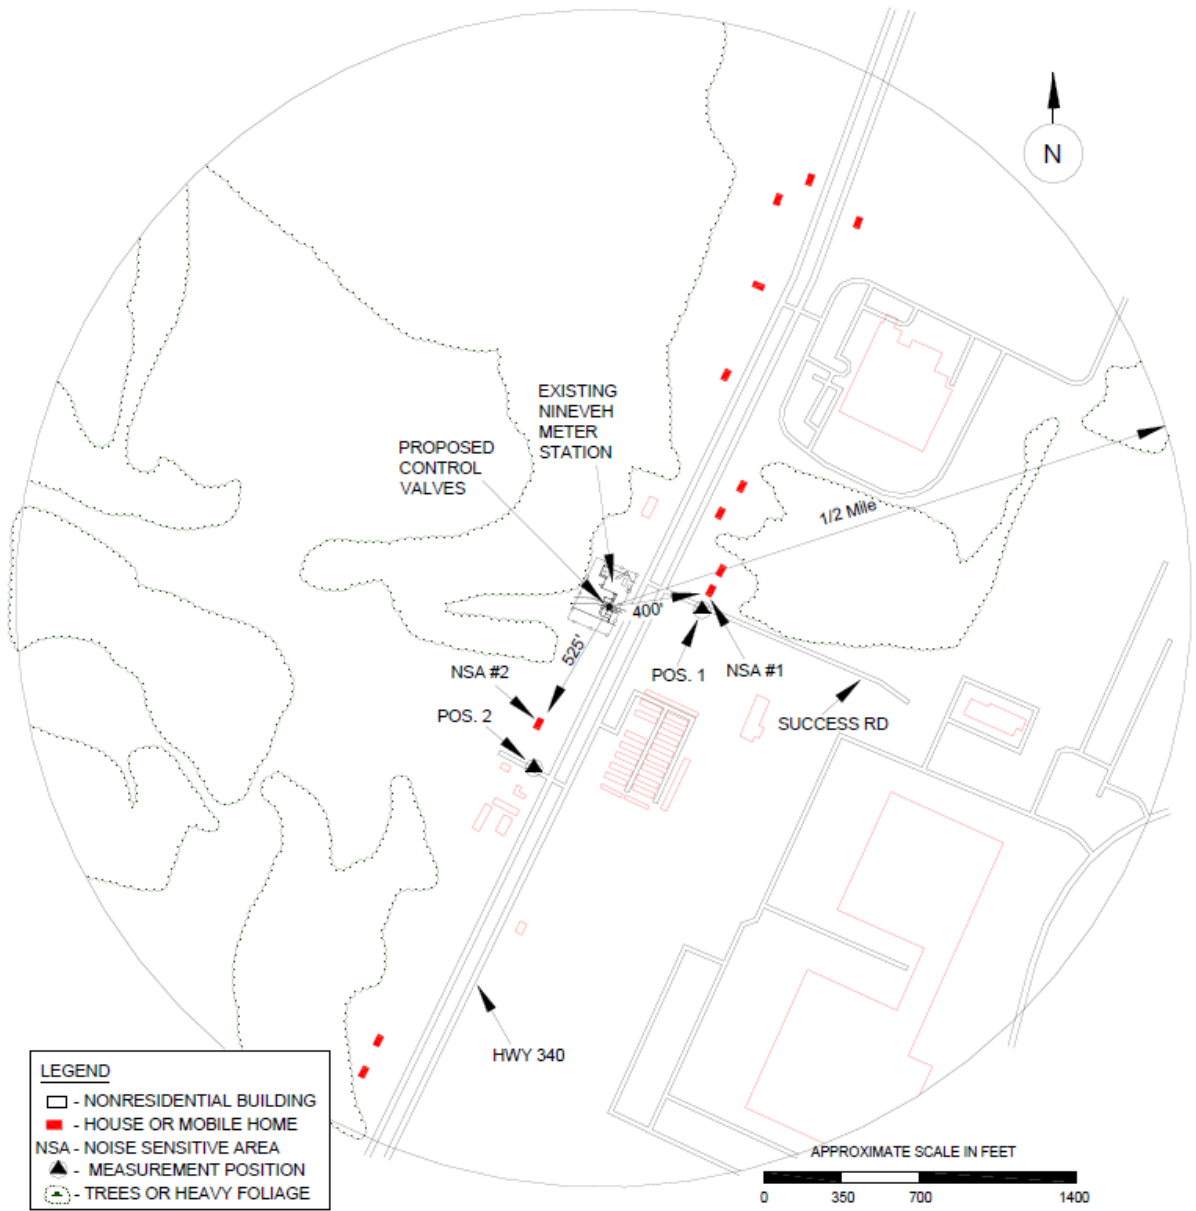 N
EXISTING
NINEVEH
METER
STATION
PROPOSED
CONTROL
VALVES
1/2 Mile
400'
525'
NSA #2
POS. 1
NSA #1
POS. 2
SUCCESS RD
HWY 340
LEGEND
- NONRESIDENTIAL BUILDING
- HOUSE OR MOBILE HOME
NSA - NOISE SENSITIVE AREA
- MEASUREMENT POSITION
- TREES OR HEAVY FOLIAGE
APPROXIMATE SCALE IN FEET
0 350 700 1400